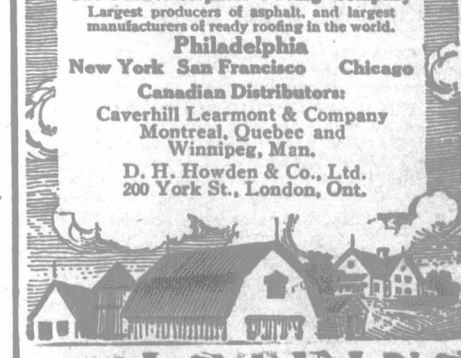 Largest producers of asphalt, and largest
manufacturers of ready roofing in the world.
Philadelphia
New York San Francisco Chicago
Canadian Distributors:
Caverhill Learmont & Company
Montreal, Quebec and
Winnipeg, Man.
D. H. Howden & Co., Ltd.
200 York St., London, Ont.